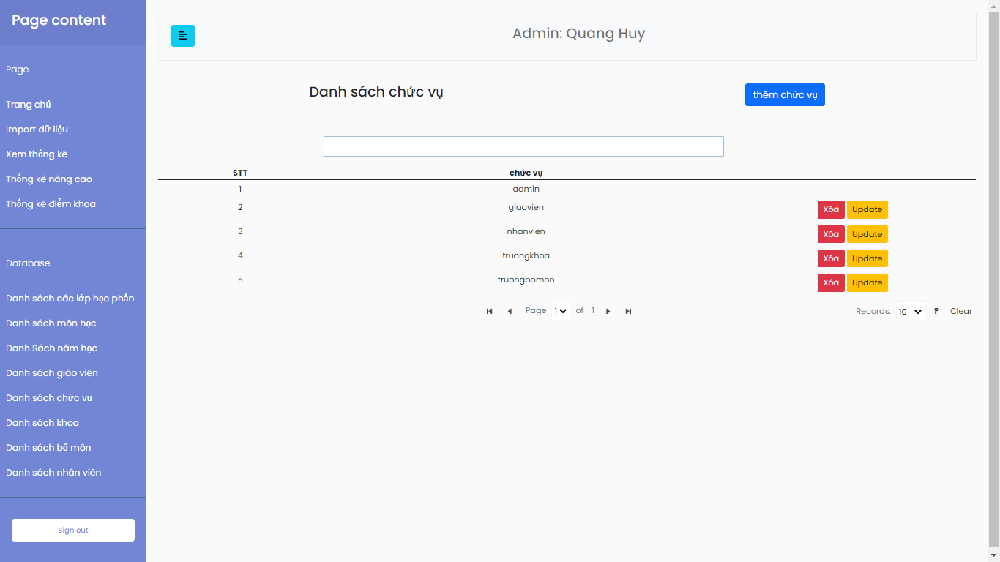 Page content
Page
Trang chủ
Import dữ liệu
Xem thống kê
Thống kê nâng cao
Thống kê điểm khoa
Database
Danh sách các lớp học phần
Danh sách môn học
Danh Sách năm học
Danh sách giáo viên
Danh sách chức vụ
Danh sách khoa
Danh sách bộ môn
Danh sách nhân viên
Sign out
Admin: Quang Huy
Danh sách chức vụ
thêm chức vụ
STT chức vụ
1 admin
2 giaovien Xóa Update
3 nhanvien Xóa Update
4 truongkhoa Xóa Update
5 truongbomon Xóa Update
Page 1 of 1 Records: 10 ? Clear